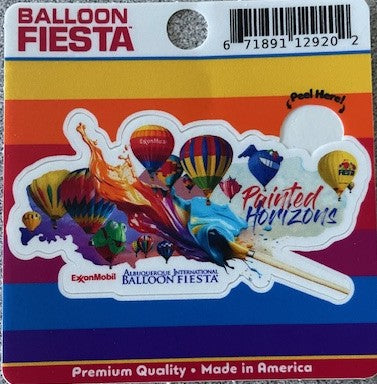 BALLOON
FIESTA™
6 71891 12920 2
Peel Here!
ExxonMobil
FIESTA
Painted
Horizons
ExxonMobil
ALBUQUERQUE INTERNATIONAL
BALLOON FIESTA®
Premium Quality • Made in America